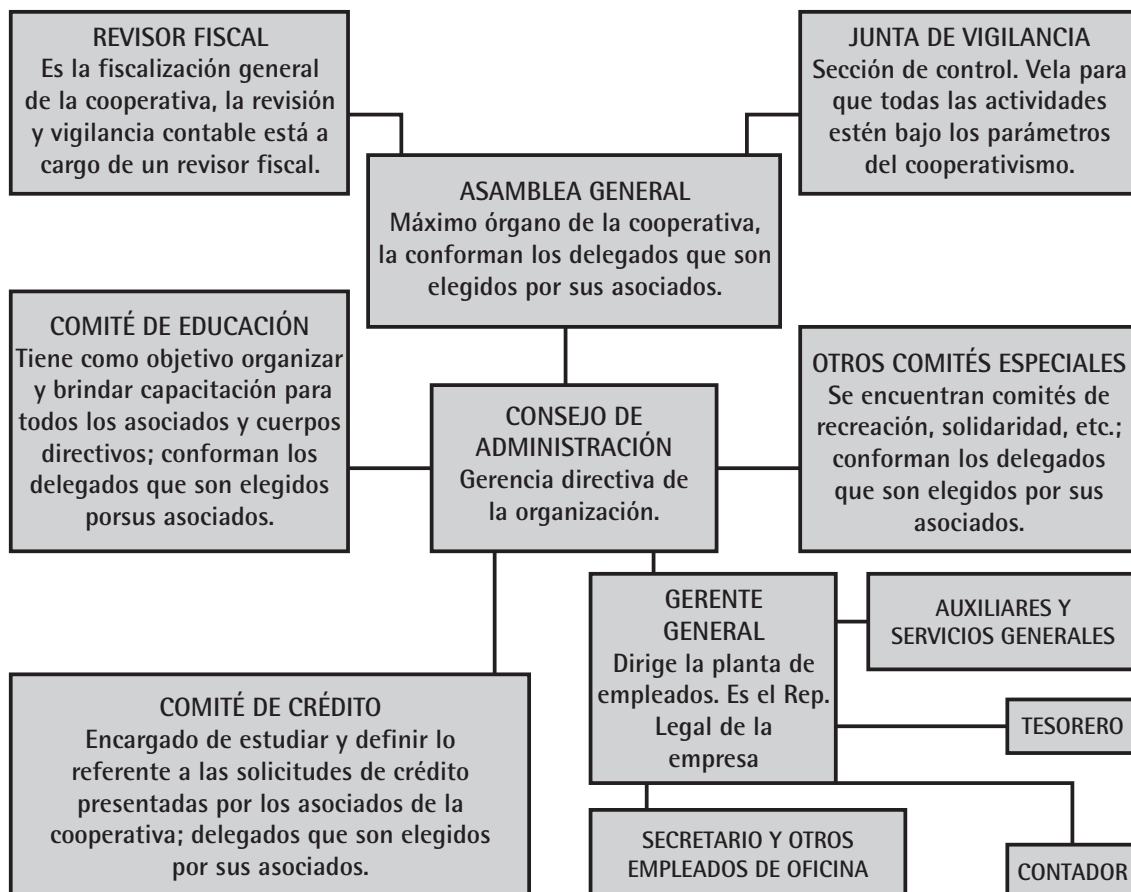 REVISOR FISCAL
Es la fiscalización general
de la cooperativa, la revisión
y vigilancia contable está a
cargo de un revisor fiscal.
JUNTA DE VIGILANCIA
Sección de control. Vela para
que todas las actividades
estén bajo los parámetros
del cooperativismo.
ASAMBLEA GENERAL
Máximo órgano de la cooperativa,
la conforman los delegados que son
elegidos por sus asociados.
COMITÉ DE EDUCACIÓN
Tiene como objetivo organizar
y brindar capacitación para
todos los asociados y cuerpos
directivos; conforman los
delegados que son elegidos
porsus asociados.
CONSEJO DE
ADMINISTRACIÓN
Gerencia directiva de
la organización.
OTROS COMITÉS ESPECIALES
Se encuentran comités de
recreación, solidaridad, etc.;
conforman los delegados
que son elegidos por sus
asociados.
COMITÉ DE CRÉDITO
Encargado de estudiar y definir lo
referente a las solicitudes de crédito
presentadas por los asociados de la
cooperativa; delegados que son elegidos
por sus asociados.
GERENTE
GENERAL
Dirige la planta de
empleados. Es el Rep.
Legal de la
empresa
AUXILIARES Y
SERVICIOS GENERALES
TESORERO
SECRETARIO Y OTROS
EMPLEADOS DE OFICINA
CONTADOR